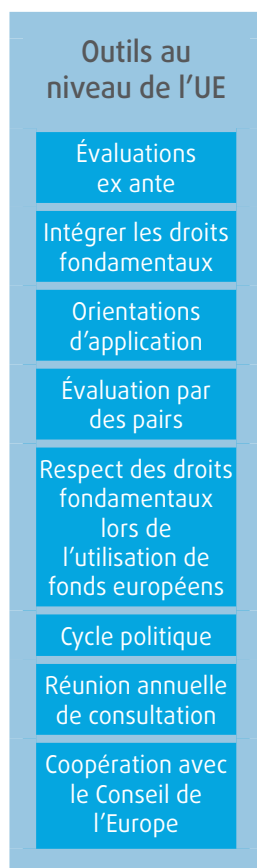 Outils au
niveau de l’UE
Évaluations
ex ante
Intégrer les droits
fondamentaux
Orientations
d’application
Évaluation par
des pairs
Respect des droits
fondamentaux
lors de
l’utilisation de
fonds européens
Cycle politique
Réunion annuelle
de consultation
Coopération avec
le Conseil de
l’Europe